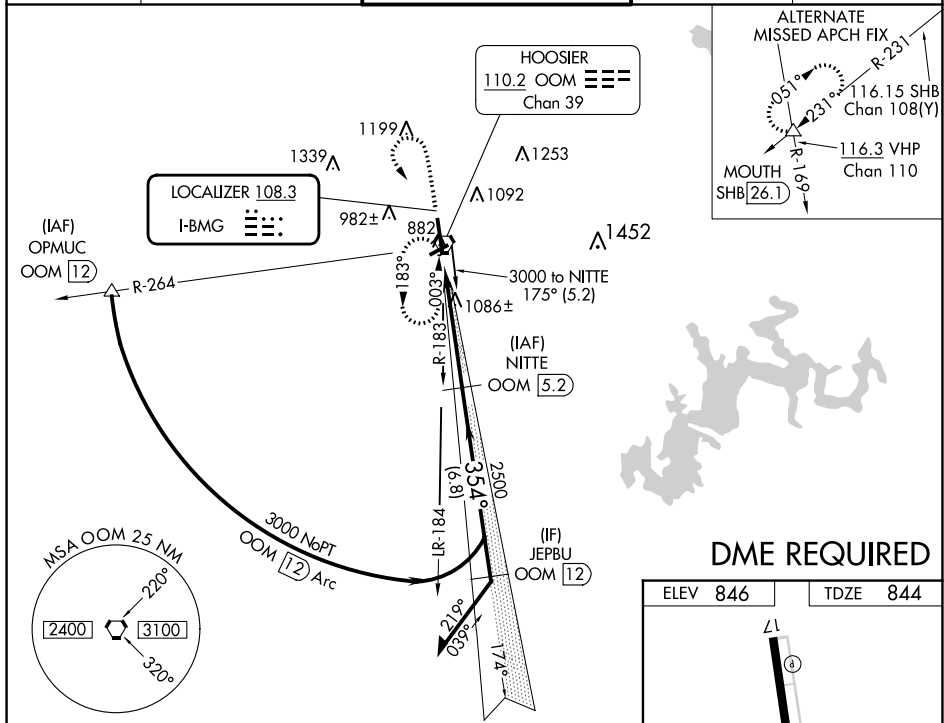 HOOSIER
110.2 OOM
Chan 39
ALTERNATE
MISSED APCH FIX
R-231
051°
231°
116.15 SHB
Chan 108(Y)
116.3 VHP
Chan 110
MOUTH
SHB 26.1
R-169
1199
1339
1253
1092
LOCALIZER 108.3
I-BMG
982±
882
1452
(IAF)
OPMUC
OOM 12
R-264
183°
003°
3000 to NITTE
175° (5.2)
1086±
R-183
(IAF)
NITTE
OOM 5.2
354°
(6.8)
2500
LR-184
3000 NoPT
OOM 12 Arc
(IF)
JEPBU
OOM 12
219°
039°
174°
MSA OOM 25 NM
220°
2400
3100
320°
DME REQUIRED
ELEV 846
TDZE 844
17
P